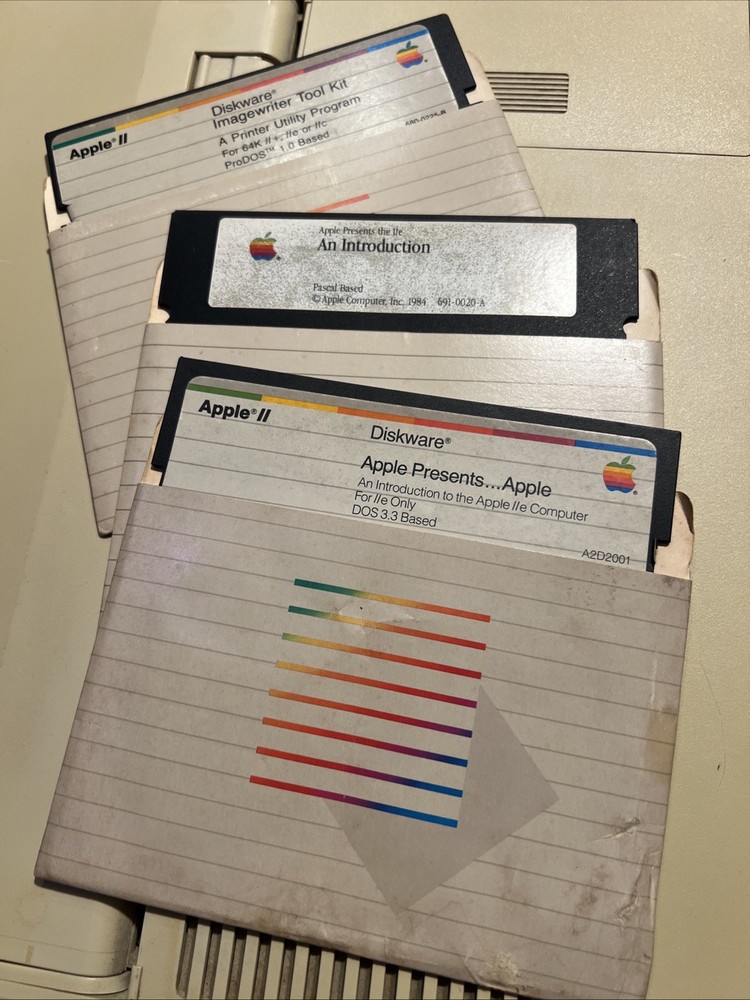 Apple® II
Diskware®
Imagewriter Tool Kit
A Printer Utility Program
For 64K II+, IIe or IIc
ProDOS™ 1.0 Based
Apple Presents the IIe
An Introduction
Pascal Based
© Apple Computer, Inc. 1984 691-0020-A
Apple® II
Diskware®
Apple Presents...Apple
An Introduction to the Apple IIe Computer
For IIe Only
DOS 3.3 Based
A2D2001